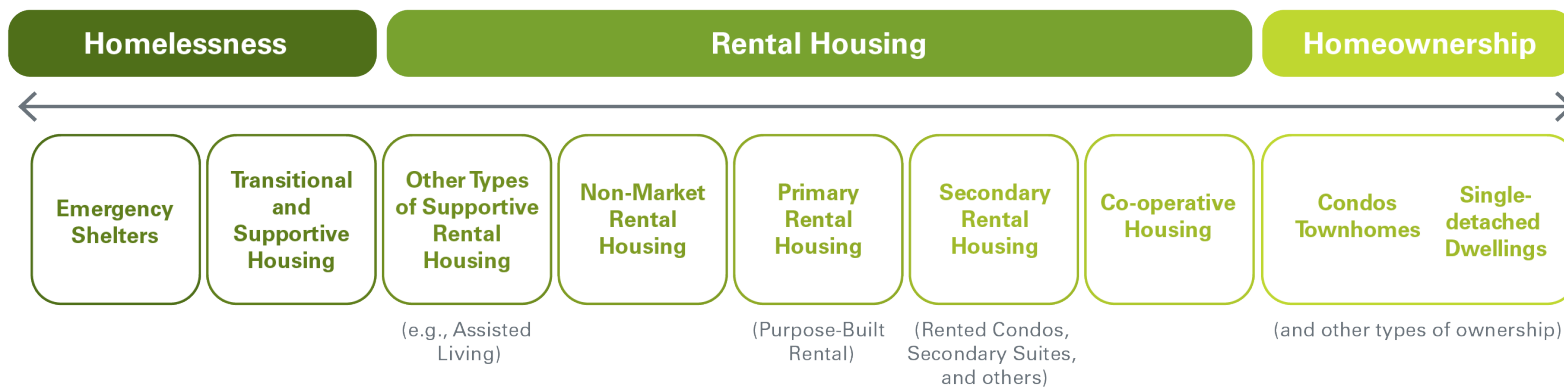 Homelessness
Rental Housing
Homeownership
Emergency
Shelters
Transitional
and
Supportive
Housing
Other Types
of Supportive
Rental
Housing
Non-Market
Rental
Housing
Primary
Rental
Housing
Secondary
Rental
Housing
Co-operative
Housing
Condos
Townhomes
Single-
detached
Dwellings
(e.g., Assisted
Living)
(Purpose-Built
Rental)
(Rented Condos,
Secondary Suites,
and others)
(and other types of ownership)